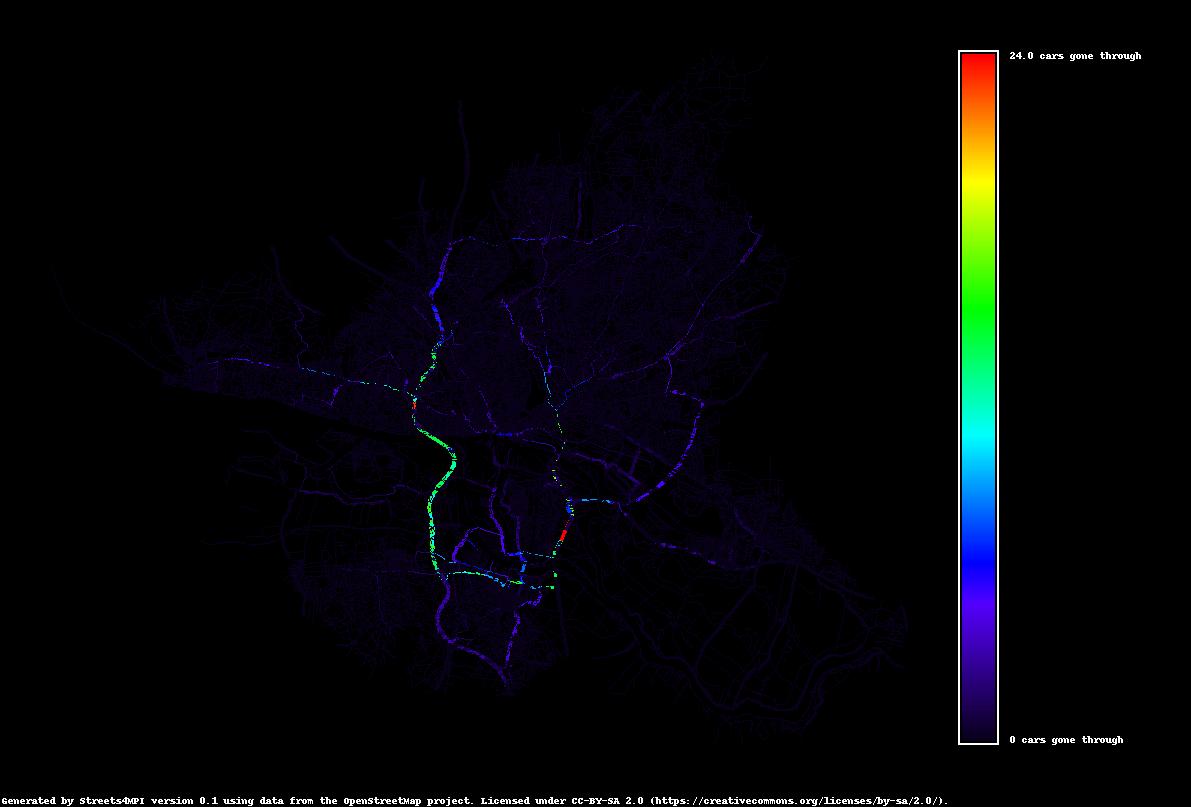 24.0 cars gone through
0 cars gone through
Generated by Streets4MPI version 0.1 using data from the OpenStreetMap project. Licensed under CC-BY-SA 2.0 (https://creativecommons.org/licenses/by-sa/2.0/).